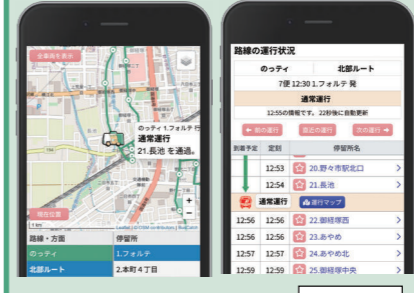 全車両を表示
のっティ 1.フォルテ 行
通常運行
21.長池 を通過。
現在位置
1 km
+
−
路線・方面
停留所
のっティ
1.フォルテ
北部ルート
2.本町4丁目
路線の運行状況
のっティ 北部ルート
7便 12:30 1.フォルテ 発
通常運行
12:55の情報です。 22秒後に自動更新
前の運行
直近の運行
次の運行
到着予定 定刻 停留所名
12:53 20.野々市駅北口
12:54 21.長池
通常運行 運行マップ
12:56 12:56 22.御経塚西
12:56 12:56 23.あやめ
12:57 12:57 24.あやめ北
12:59 12:59 25.御経塚中央